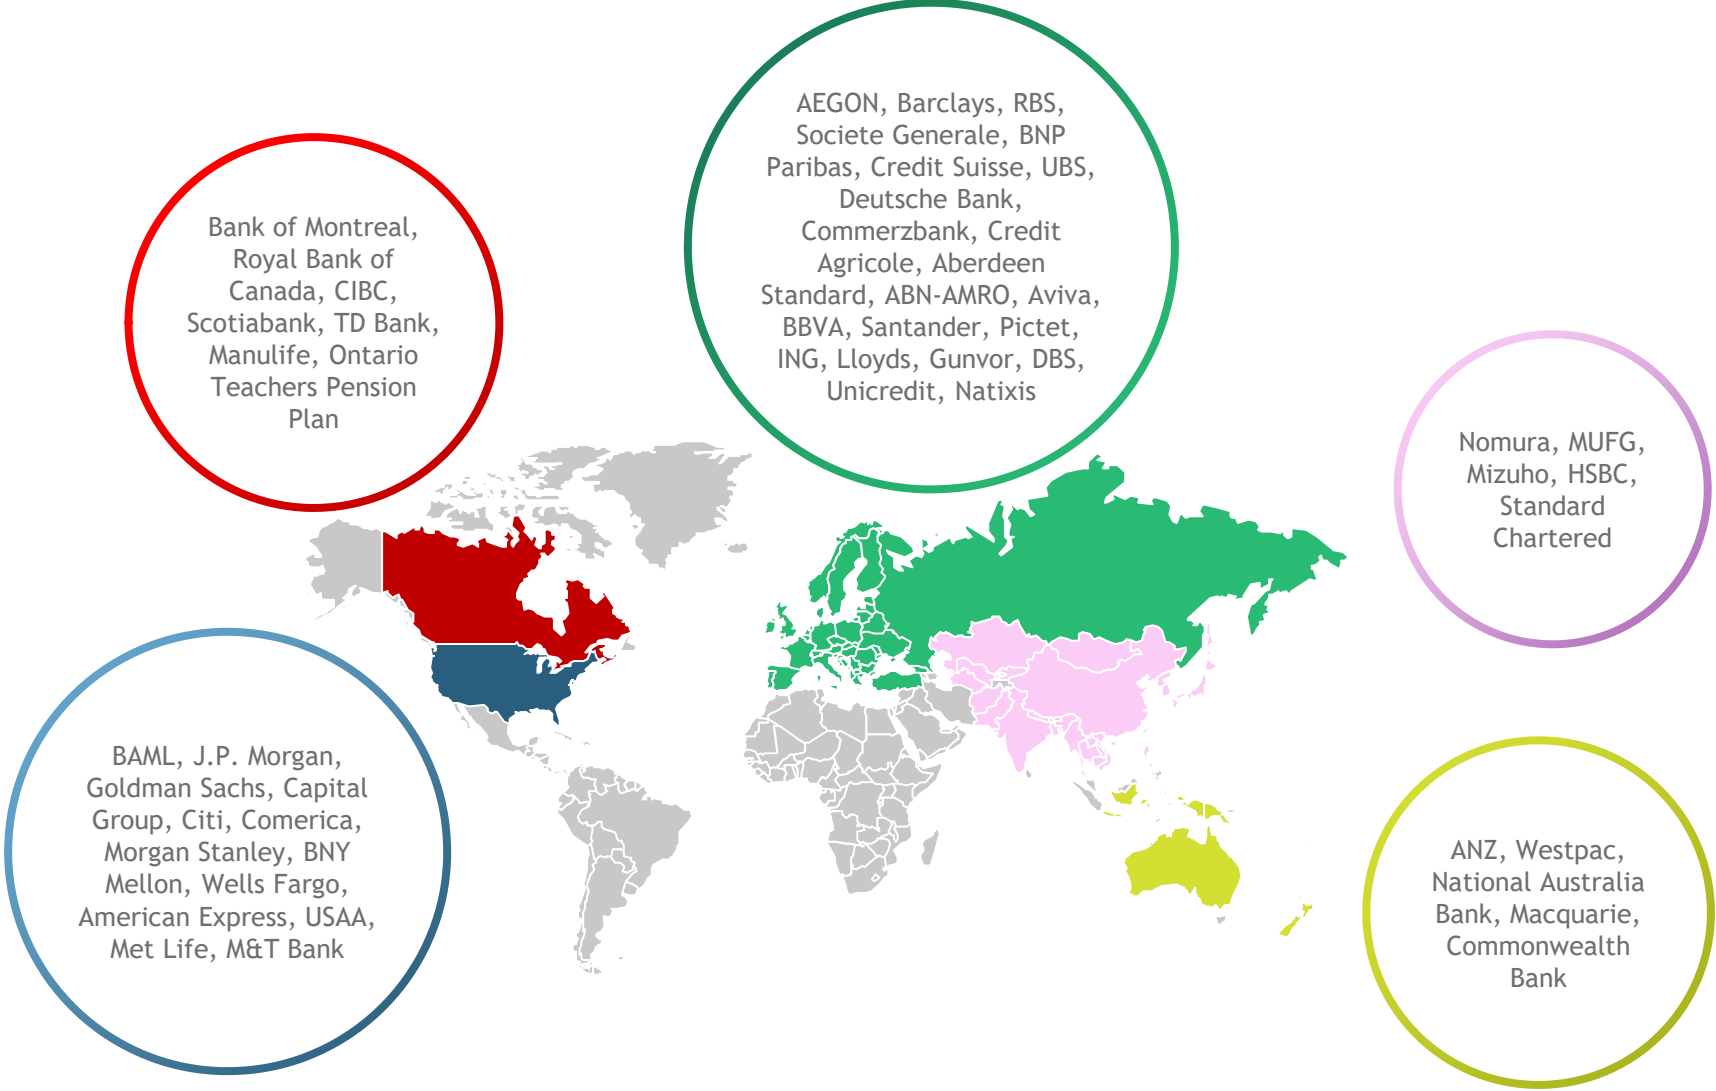 AEGON, Barclays, RBS,
Societe Generale, BNP
Paribas, Credit Suisse, UBS,
Deutsche Bank,
Commerzbank, Credit
Agricole, Aberdeen
Standard, ABN-AMRO, Aviva,
BBVA, Santander, Pictet,
ING, Lloyds, Gunvor, DBS,
Unicredit, Natixis
Bank of Montreal,
Royal Bank of
Canada, CIBC,
Scotiabank, TD Bank,
Manulife, Ontario
Teachers Pension
Plan
Nomura, MUFG,
Mizuho, HSBC,
Standard
Chartered
BAML, J.P. Morgan,
Goldman Sachs, Capital
Group, Citi, Comerica,
Morgan Stanley, BNY
Mellon, Wells Fargo,
American Express, USAA,
Met Life, M&T Bank
ANZ, Westpac,
National Australia
Bank, Macquarie,
Commonwealth
Bank